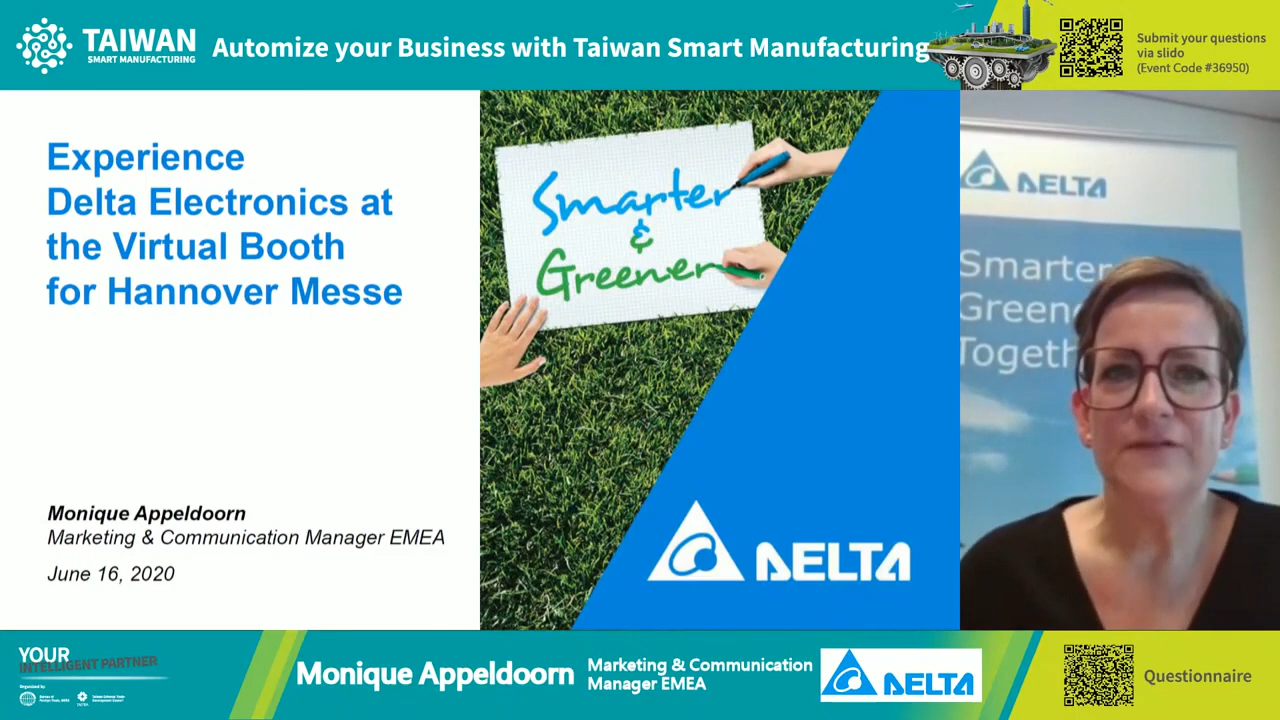 TAIWAN
SMART MANUFACTURING
Automize your Business with Taiwan Smart Manufacturing
Submit your questions
via slido
(Event Code #36950)
Experience
Delta Electronics at
the Virtual Booth
for Hannover Messe
Monique Appeldoorn
Marketing & Communication Manager EMEA
June 16, 2020
Smarter
&
Greener
DELTA
DELTA
Smarter
Greene
Togeth
YOUR
INTELLIGENT PARTNER
Organized by
Monique Appeldoorn
Marketing & Communication
Manager EMEA
DELTA
Questionnaire